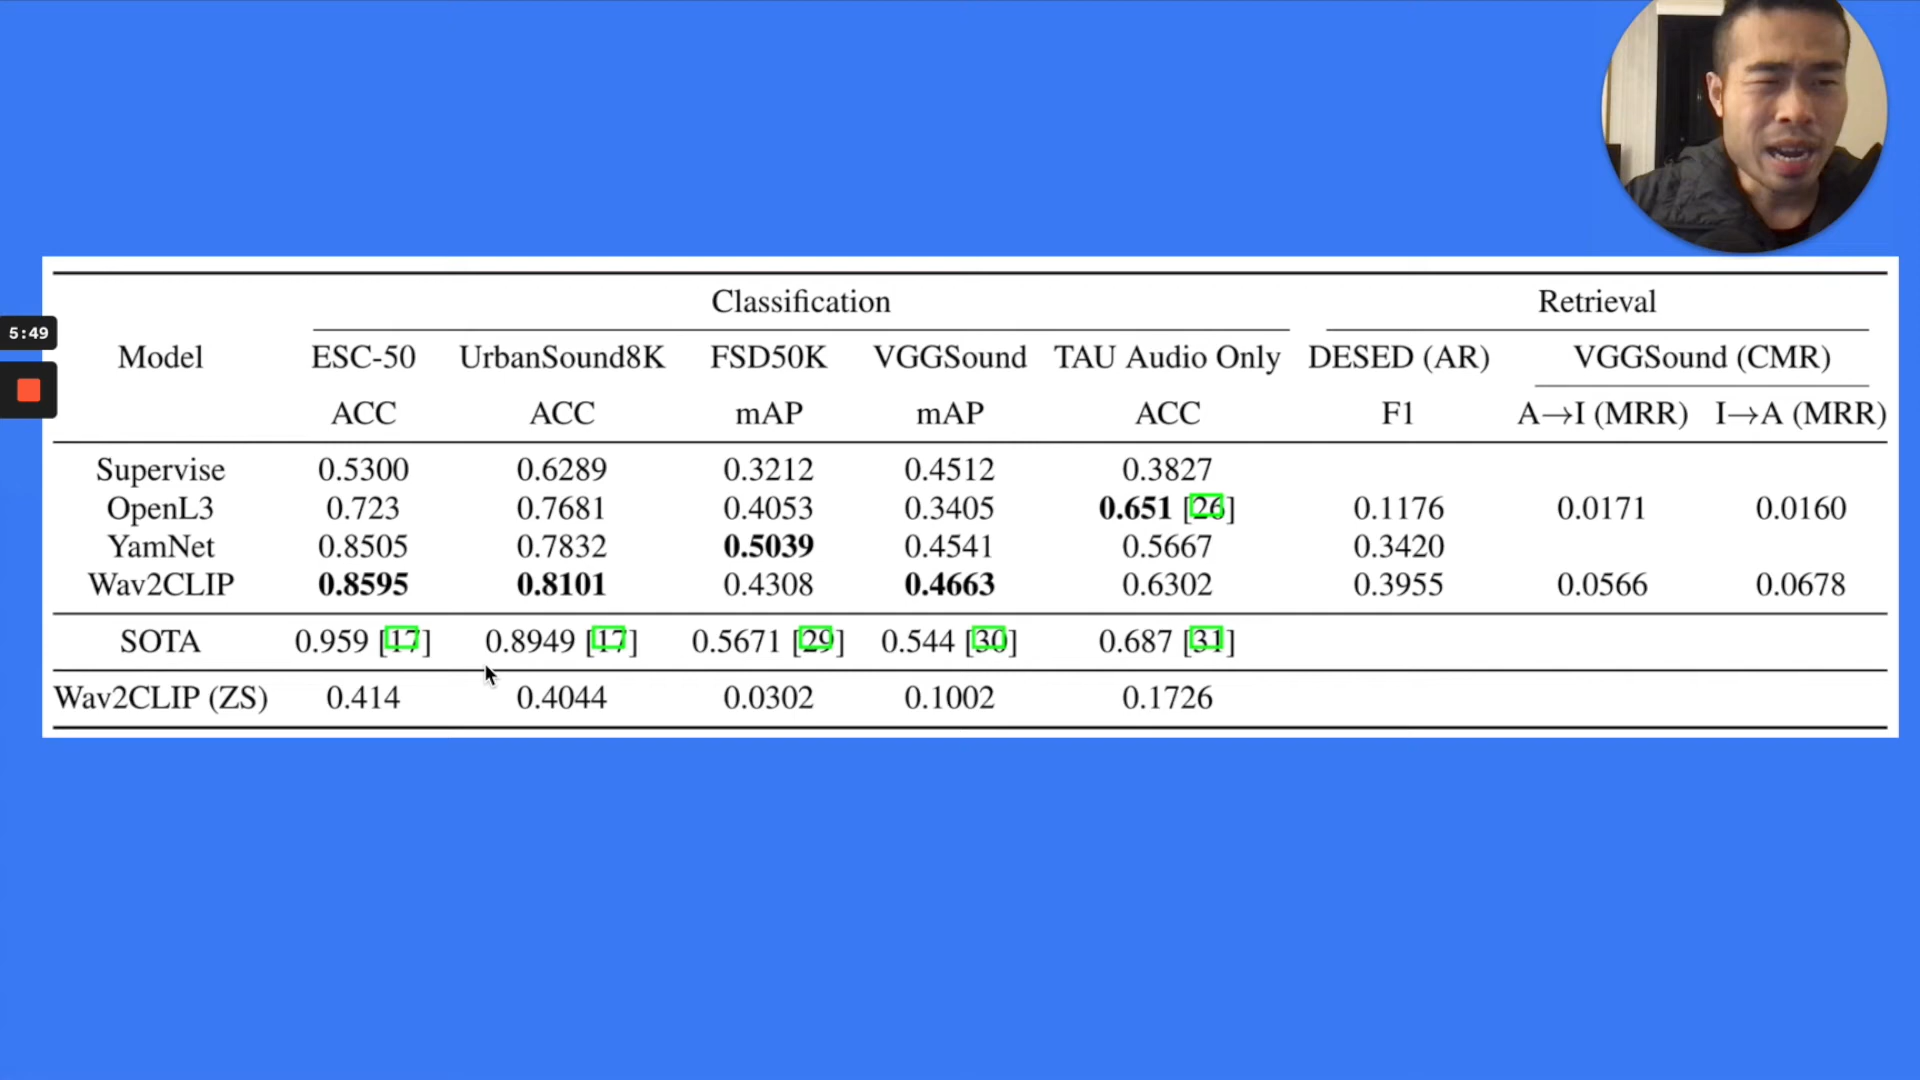 Classification Retrieval
5:49
Model ESC-50 UrbanSound8K FSD50K VGGSound TAU Audio Only DESED (AR) VGGSound (CMR)
ACC ACC mAP mAP ACC F1 A→I (MRR) I→A (MRR)
Supervise 0.5300 0.6289 0.3212 0.4512 0.3827
OpenL3 0.723 0.7681 0.4053 0.3405 0.651 [26] 0.1176 0.0171 0.0160
YamNet 0.8505 0.7832 0.5039 0.4541 0.5667 0.3420
Wav2CLIP 0.8595 0.8101 0.4308 0.4663 0.6302 0.3955 0.0566 0.0678
SOTA 0.959 [17] 0.8949 [17] 0.5671 [29] 0.544 [30] 0.687 [31]
Wav2CLIP (ZS) 0.414 0.4044 0.0302 0.1002 0.1726